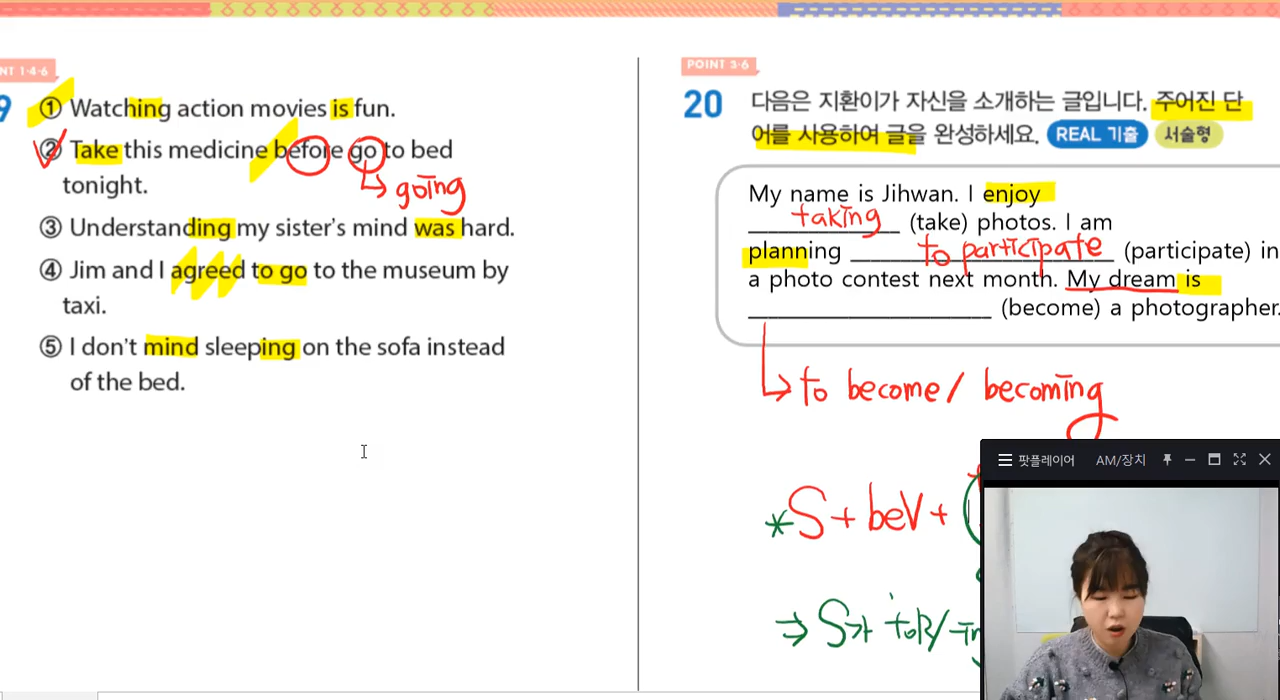 NT 1·4·6
9 ① Watching action movies is fun.
② Take this medicine before go to bed
tonight.
going
③ Understanding my sister's mind was hard.
④ Jim and I agreed to go to the museum by
taxi.
⑤ I don't mind sleeping on the sofa instead
of the bed.
POINT 3·6
20 다음은 지환이가 자신을 소개하는 글입니다. 주어진 단
어를 사용하여 글을 완성하세요. REAL 기출 서술형
My name is Jihwan. I enjoy
taking (take) photos. I am
planning to participate (participate) in
a photo contest next month. My dream is
(become) a photographer.
to become / becoming
팟플레이어 AM/장치
*S + beV +
⇒ S가 toR/